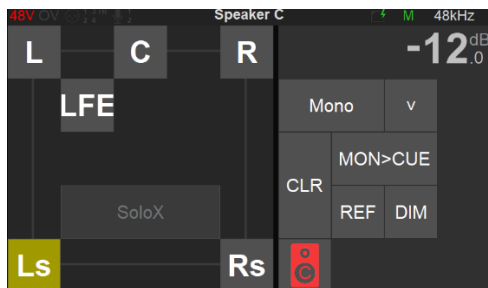 48V OV Speaker C M 48kHz
L C R -12.0 dB
LFE
Mono v
MON>CUE
CLR
SoloX REF DIM
Ls Rs C